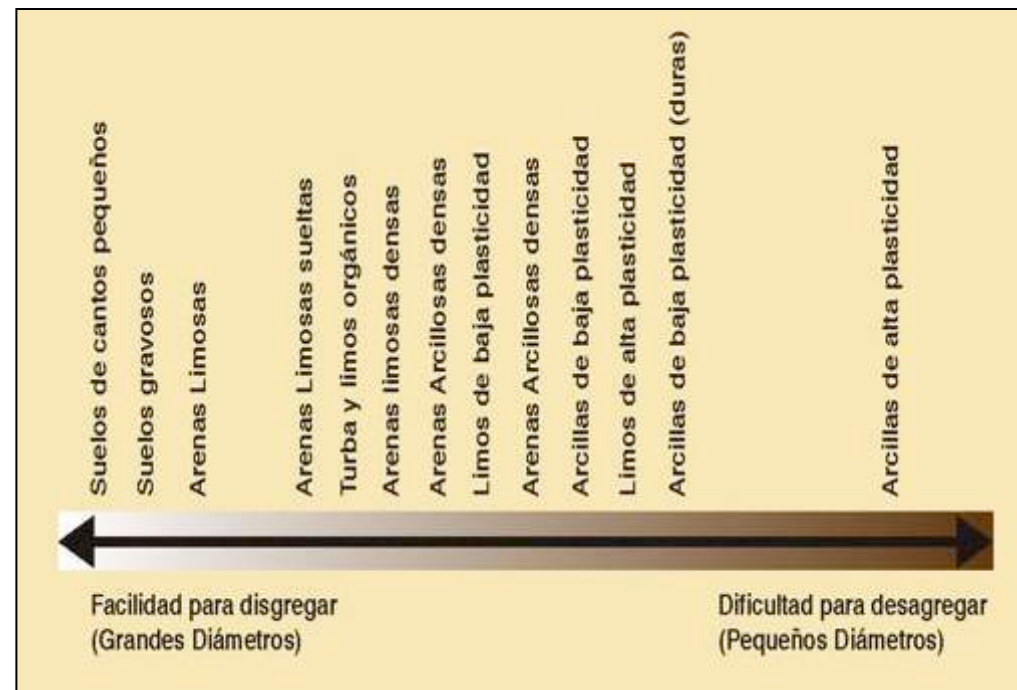 Suelos de cantos pequeños
Suelos gravosos
Arenas Limosas
Arenas Limosas sueltas
Turba y limos orgánicos
Arenas limosas densas
Arenas Arcillosas densas
Limos de baja plasticidad
Arenas Arcillosas densas
Arcillas de baja plasticidad
Limos de alta plasticidad
Arcillas de baja plasticidad (duras)
Arcillas de alta plasticidad
Facilidad para disgregar
(Grandes Diámetros)
Dificultad para desagregar
(Pequeños Diámetros)